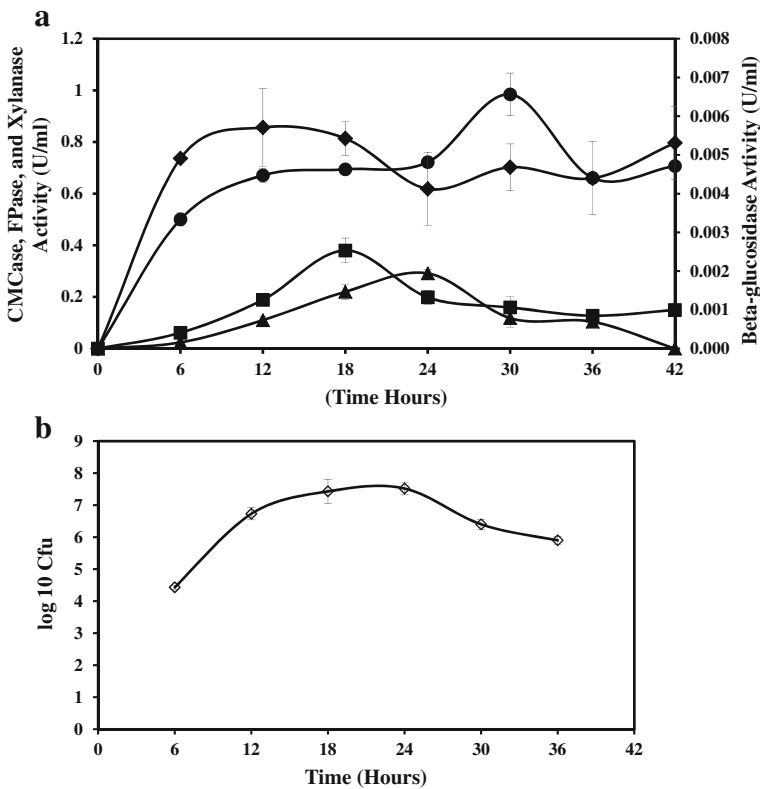 a
CMCase, FPase, and Xylanase
Activity (U/ml)
1.2
1
0.8
0.6
0.4
0.2
0
0.008
0.007
0.006
0.005
0.004
0.003
0.002
0.001
0.000
Beta-glucosidase Avtivity (U/ml)
0 6 12 18 24 30 36 42
(Time Hours)
b
log 10 Cfu
9
8
7
6
5
4
3
2
1
0
0 6 12 18 24 30 36 42
Time (Hours)